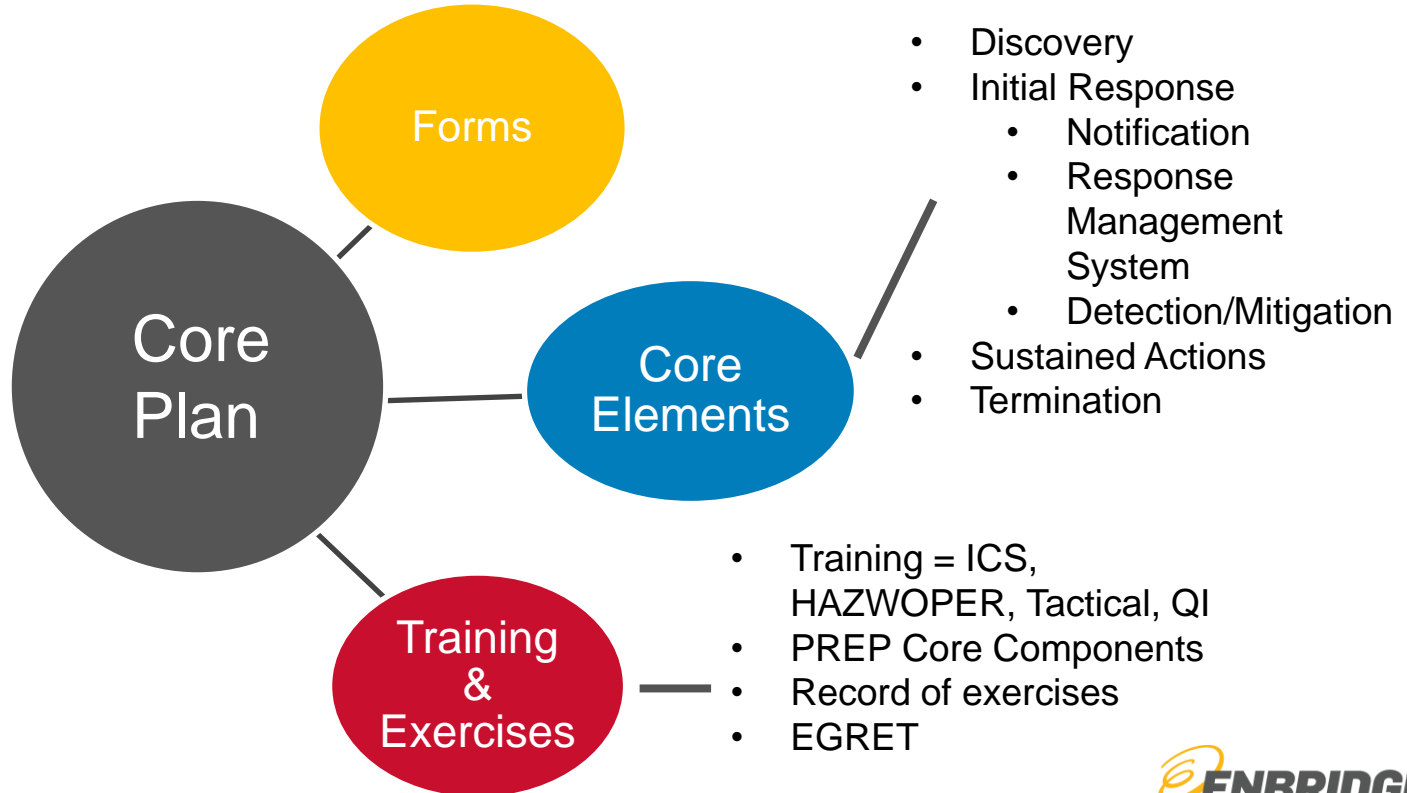 Forms
Core
Plan
Core
Elements
Training
&
Exercises
• Discovery
• Initial Response
• Notification
• Response
Management
System
• Detection/Mitigation
• Sustained Actions
• Termination
• Training = ICS,
HAZWOPER, Tactical, QI
• PREP Core Components
• Record of exercises
• EGRET
ENBRIDG